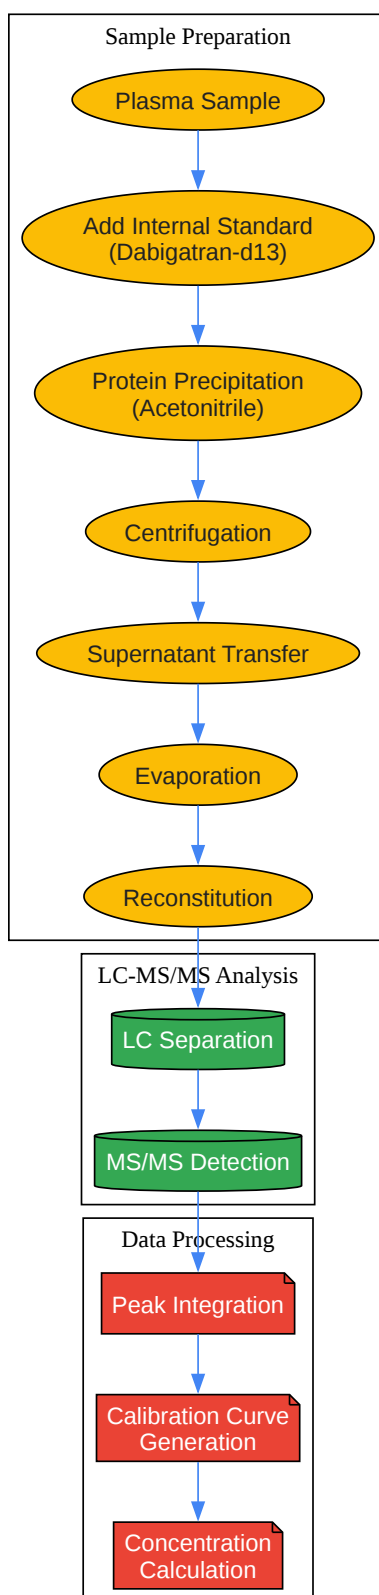 Sample Preparation
Plasma Sample
Add Internal Standard
(Dabigatran-d13)
Protein Precipitation
(Acetonitrile)
Centrifugation
Supernatant Transfer
Evaporation
Reconstitution
LC-MS/MS Analysis
LC Separation
MS/MS Detection
Data Processing
Peak Integration
Calibration Curve
Generation
Concentration
Calculation